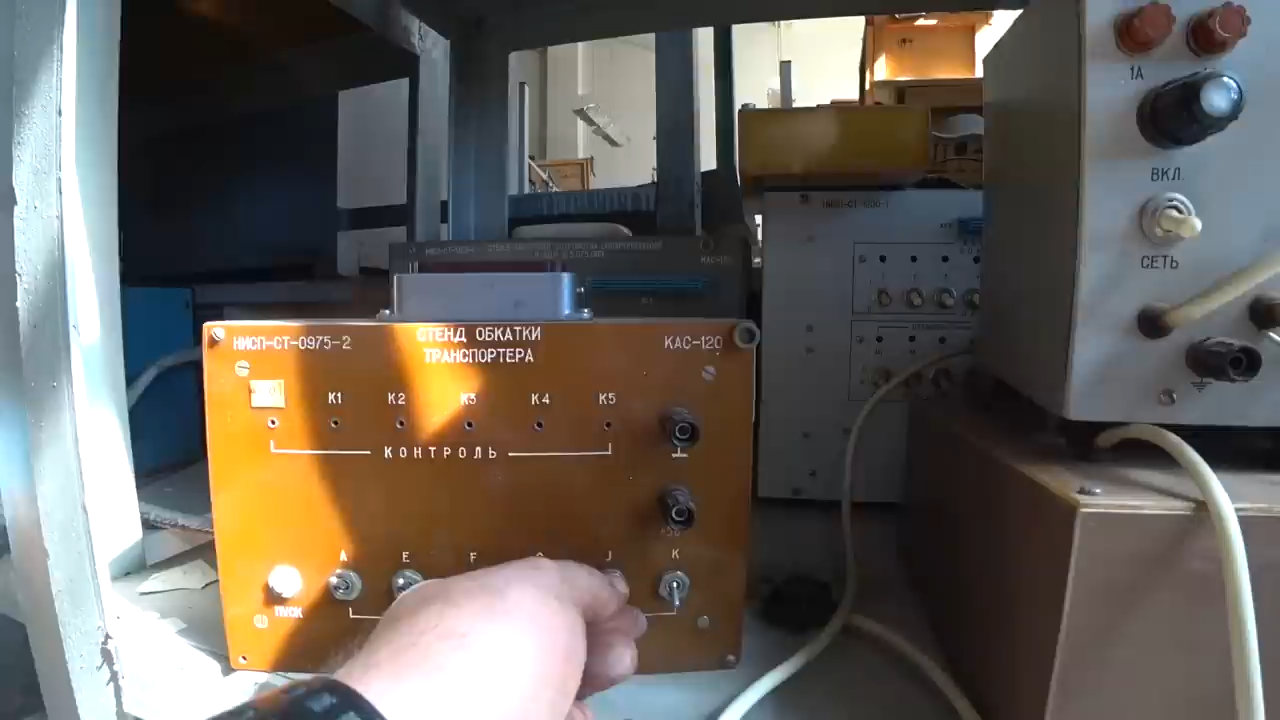 НИСП-СТ-0975-2
СТЕНД ОБКАТКИ
ТРАНСПОРТЕРА
КАС-120
К1 К2 К3 К4 К5
КОНТРОЛЬ
A E F J K
ПУСК
1А
ВКЛ.
СЕТЬ